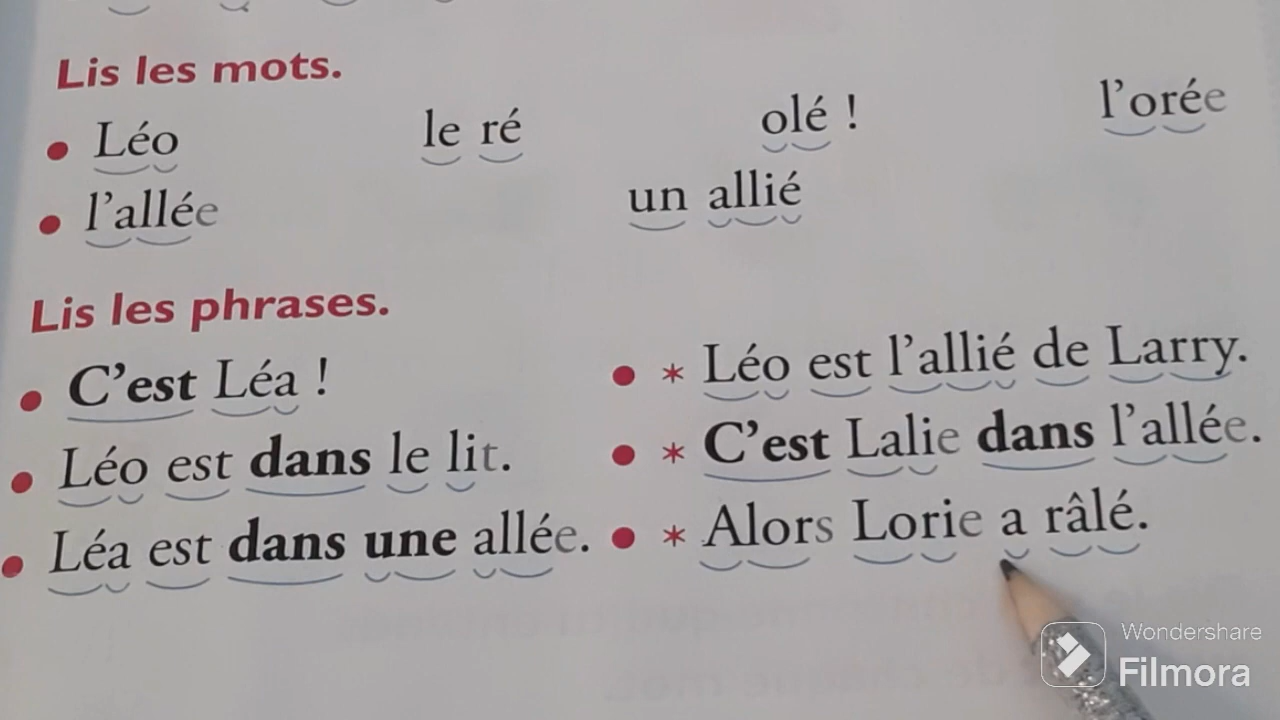 Lis les mots.
Léo le ré olé ! l'orée
l'allée un allié
Lis les phrases.
C'est Léa !
Léo est dans le lit.
Léa est dans une allée.
* Léo est l'allié de Larry.
* C'est Lalie dans l'allée.
* Alors Lorie a râlé.
Wondershare
Filmora